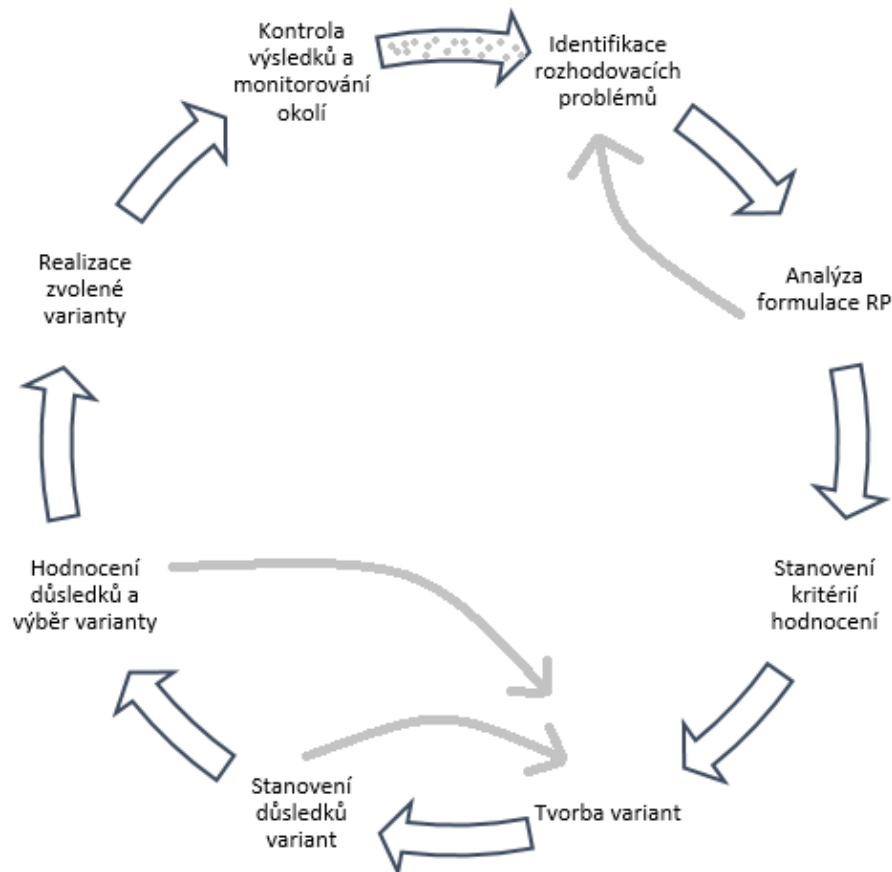 Kontrola
výsledků a
monitorování
okolí
Identifikace
rozhodovacích
problémů
Analýza
formulace RP
Stanovení
kritérií
hodnocení
Tvorba variant
Stanovení
důsledků
variant
Hodnocení
důsledků a
výběr varianty
Realizace
zvolené
varianty